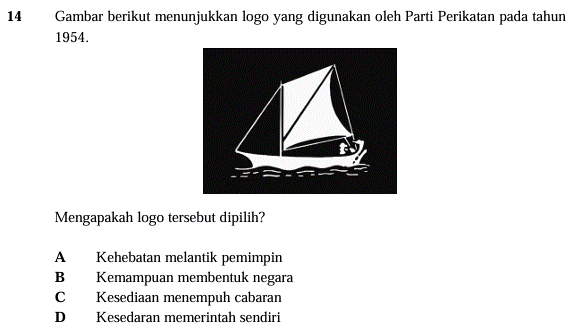 14 Gambar berikut menunjukkan logo yang digunakan oleh Parti Perikatan pada tahun
1954.
Mengapakah logo tersebut dipilih?
A Kehebatan melantik pemimpin
B Kemampuan membentuk negara
C Kesediaan menempuh cabaran
D Kesedaran memerintah sendiri